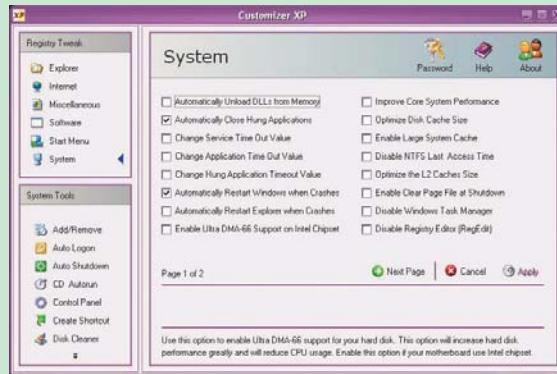 XP
Customizer XP
Registry Tweak
Explorer
Internet
Miscellaneous
Software
Start Menu
System
System Tools
Add/Remove
Auto Logon
Auto Shutdown
CD Autorun
Control Panel
Create Shortcut
Disk Cleaner
System
Password
Help
About
Automatically Unload DLLs from Memory
Automatically Close Hung Applications
Change Service Time Out Value
Change Application Time Out Value
Change Hung Application Timeout Value
Automatically Restart Windows when Crashes
Automatically Restart Explorer when Crashes
Enable Ultra DMA-66 Support on Intel Chipset
Improve Core System Performance
Optimize Disk Cache Size
Enable Large System Cache
Disable NTFS Last Access Time
Optimize the L2 Caches Size
Enable Clear Page File at Shutdown
Disable Windows Task Manager
Disable Registry Editor (RegEdit)
Page 1 of 2
Next Page
Cancel
Apply
Use this option to enable Ultra DMA-66 support for your hard disk. This option will increase hard disk
performance greatly and will reduce CPU usage. Enable this option if your motherboard use Intel chipset.